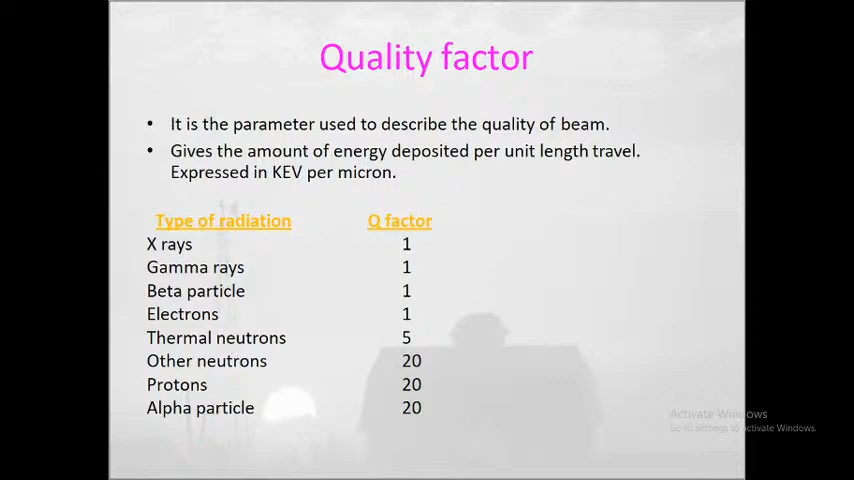 Quality factor
• It is the parameter used to describe the quality of beam.
• Gives the amount of energy deposited per unit length travel.
Expressed in KEV per micron.
Type of radiation Q factor
X rays 1
Gamma rays 1
Beta particle 1
Electrons 1
Thermal neutrons 5
Other neutrons 20
Protons 20
Alpha particle 20
Activate Windows
Go to Settings to activate Windows.